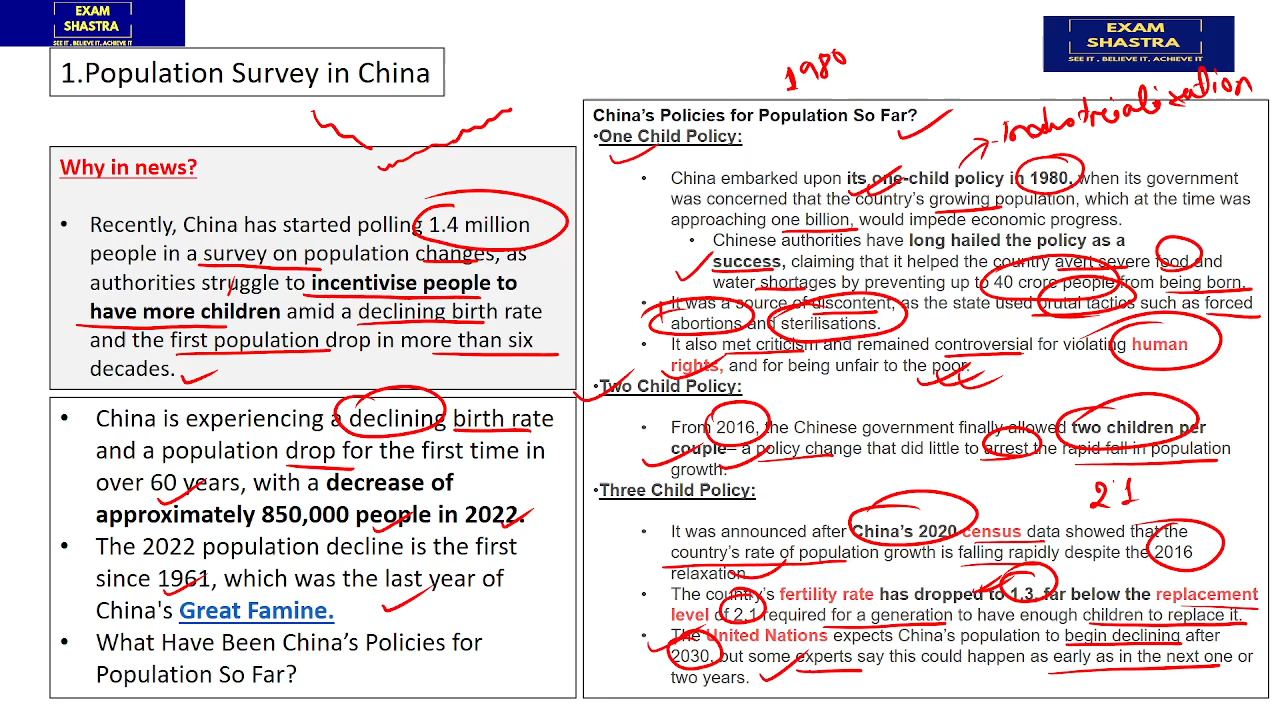 EXAM
SHASTRA
SEE IT , BELIEVE IT, ACHIEVE IT
EXAM
SHASTRA
SEE IT , BELIEVE IT, ACHIEVE IT
1.Population Survey in China
1980
Industrialization
Why in news?
• Recently, China has started polling 1.4 million
people in a survey on population changes, as
authorities struggle to incentivise people to
have more children amid a declining birth rate
and the first population drop in more than six
decades.
• China is experiencing a declining birth rate
and a population drop for the first time in
over 60 years, with a decrease of
approximately 850,000 people in 2022.
• The 2022 population decline is the first
since 1961, which was the last year of
China's Great Famine.
• What Have Been China’s Policies for
Population So Far?
China’s Policies for Population So Far?
•One Child Policy:
• China embarked upon its one-child policy in 1980, when its government
was concerned that the country’s growing population, which at the time was
approaching one billion, would impede economic progress.
• Chinese authorities have long hailed the policy as a
success, claiming that it helped the country avert severe food and
water shortages by preventing up to 40 crore people from being born.
• It was a source of discontent, as the state used brutal tactics such as forced
abortions and sterilisations.
• It also met criticism and remained controversial for violating human
rights, and for being unfair to the poor.
•Two Child Policy:
• From 2016, the Chinese government finally allowed two children per
couple– a policy change that did little to arrest the rapid fall in population
growth.
•Three Child Policy:
2.1
• It was announced after China’s 2020 census data showed that the
country’s rate of population growth is falling rapidly despite the 2016
relaxation.
• The country’s fertility rate has dropped to 1.3, far below the replacement
level of 2.1 required for a generation to have enough children to replace it.
• The United Nations expects China’s population to begin declining after
2030, but some experts say this could happen as early as in the next one or
two years.